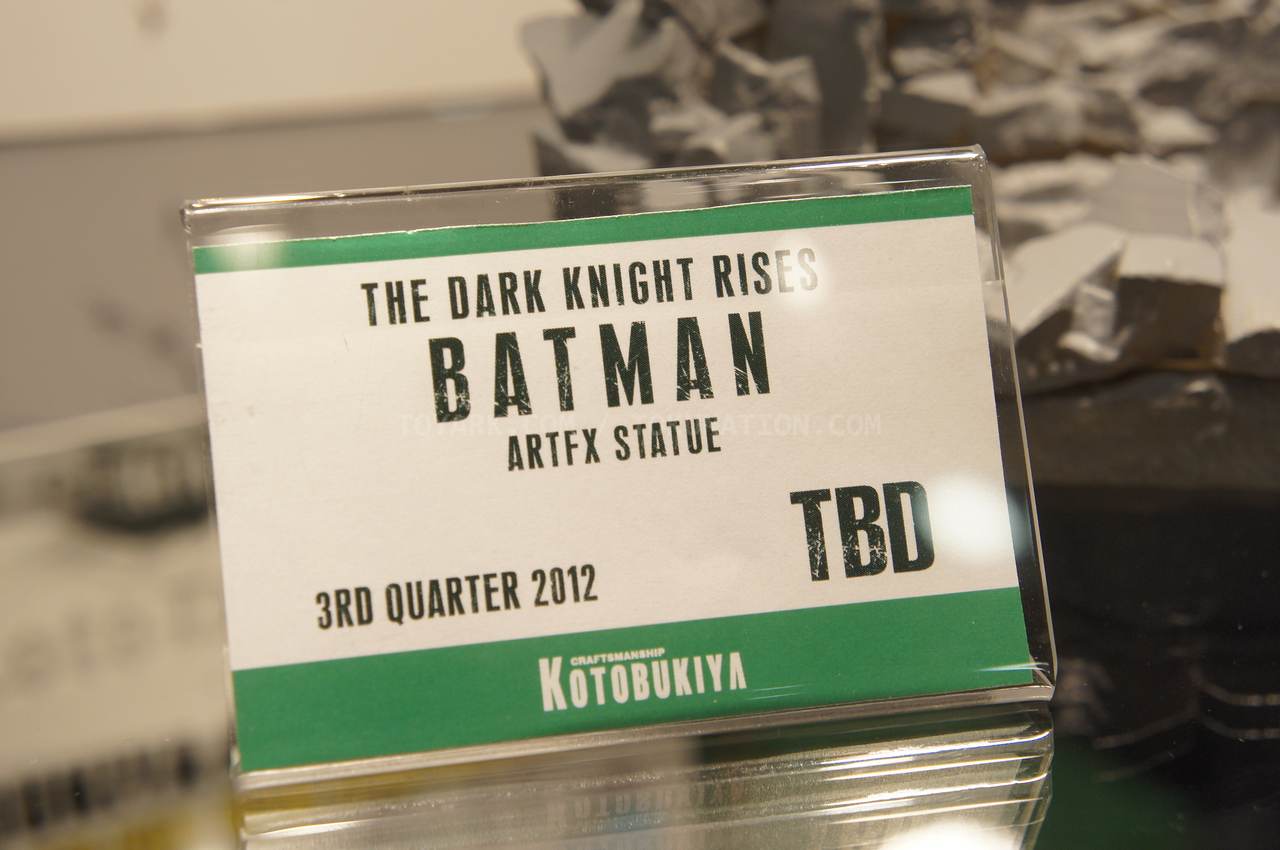 THE DARK KNIGHT RISES
BATMAN
ARTFX STATUE
TBD
3RD QUARTER 2012
CRAFTSMANSHIP
KOTOBUKIYA